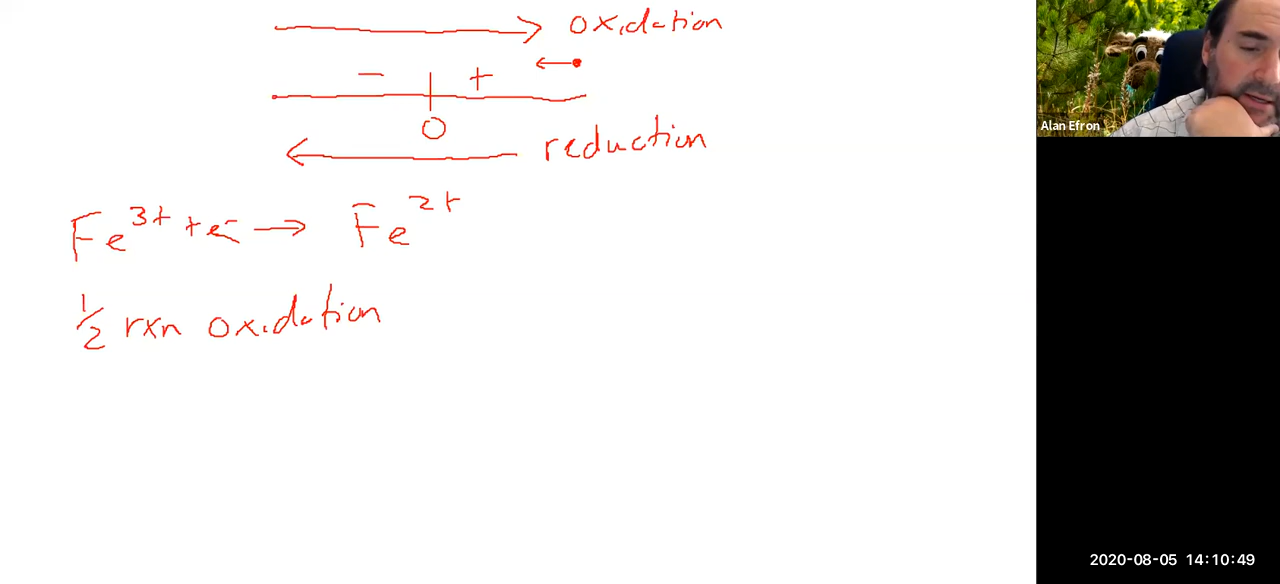 oxidation
- +
0
reduction
Fe³⁺ + e⁻ → Fe²⁺
½ rxn oxidation
Alan Efron
2020-08-05 14:10:49